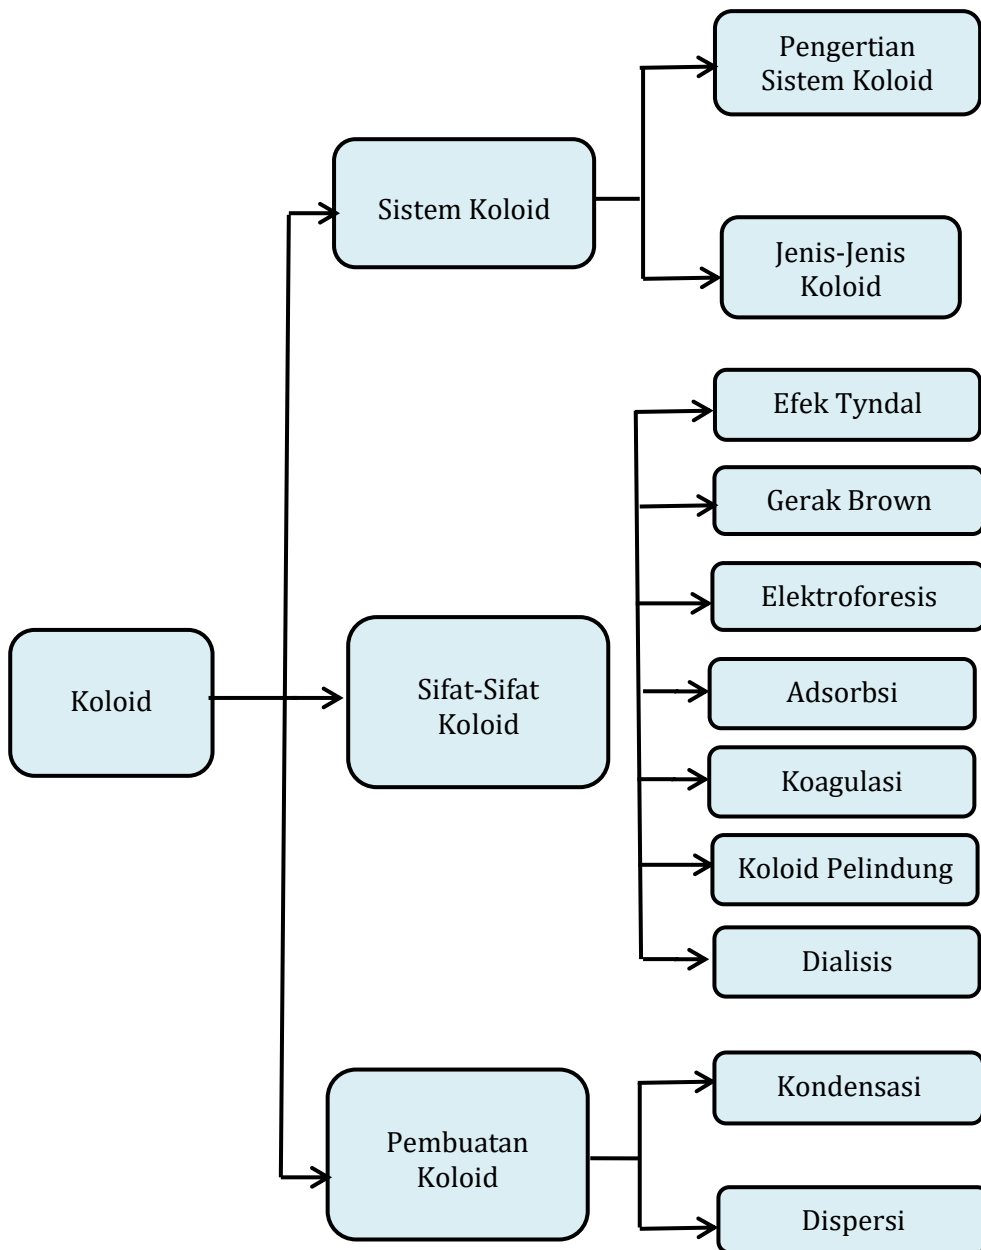 Pengertian
Sistem Koloid
Sistem Koloid
Jenis-Jenis
Koloid
Efek Tyndal
Gerak Brown
Elektroforesis
Koloid
Sifat-Sifat
Koloid
Adsorbsi
Koagulasi
Koloid Pelindung
Dialisis
Pembuatan
Koloid
Kondensasi
Dispersi